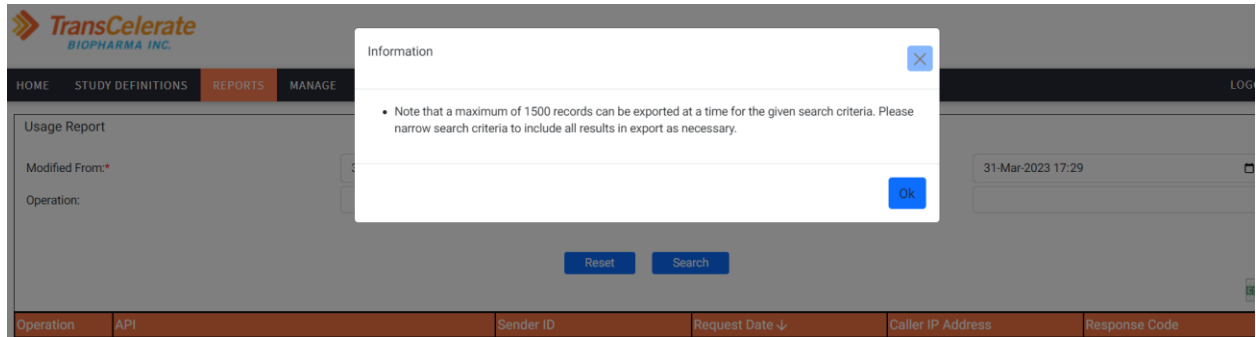 TransCelerate
BIOPHARMA INC.
Information
HOME STUDY DEFINITIONS REPORTS MANAGE
• Note that a maximum of 1500 records can be exported at a time for the given search criteria. Please
narrow search criteria to include all results in export as necessary.
Usage Report
Modified From:* 31-Mar-2023 17:29
Operation:
Ok
Reset Search
Operation API Sender ID Request Date ↓ Caller IP Address Response Code